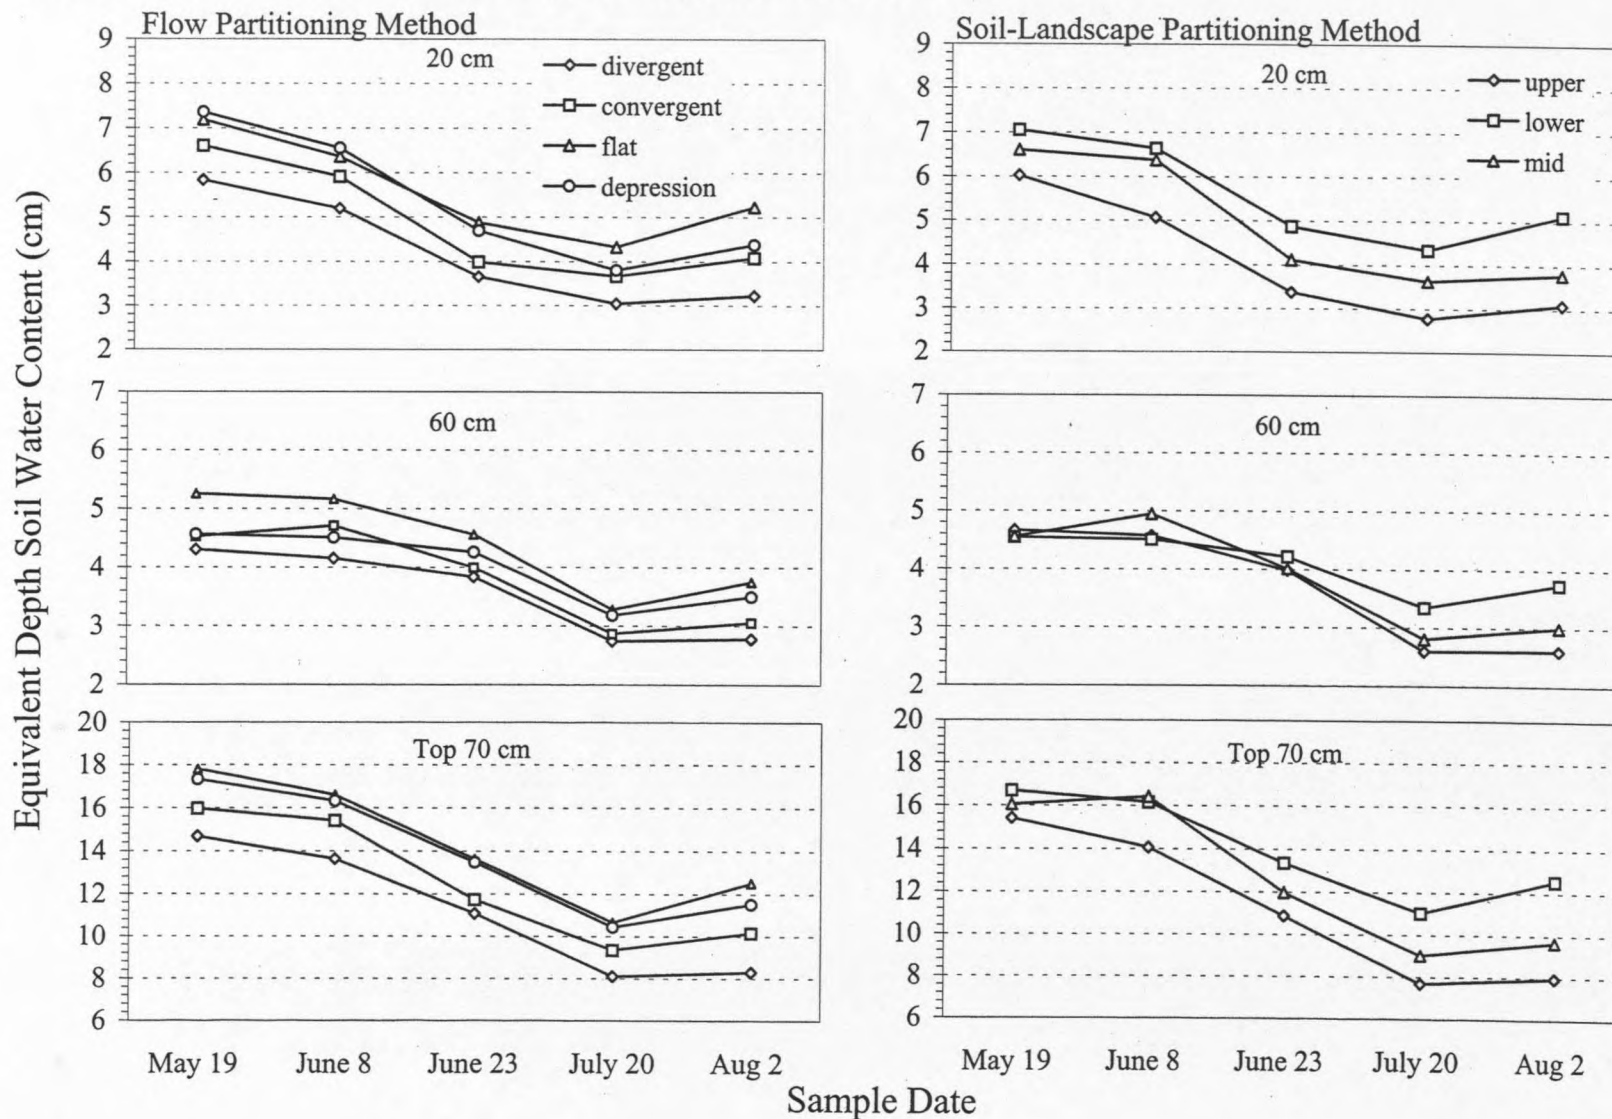 Flow Partitioning Method
Soil-Landscape Partitioning Method
Equivalent Depth Soil Water Content (cm)
20 cm
divergent
convergent
flat
depression
9
8
7
6
5
4
3
2
20 cm
upper
lower
mid
9
8
7
6
5
4
3
2
60 cm
7
6
5
4
3
2
60 cm
7
6
5
4
3
2
Top 70 cm
20
18
16
14
12
10
8
6
Top 70 cm
20
18
16
14
12
10
8
6
May 19 June 8 June 23 July 20 Aug 2
May 19 June 8 June 23 July 20 Aug 2
Sample Date